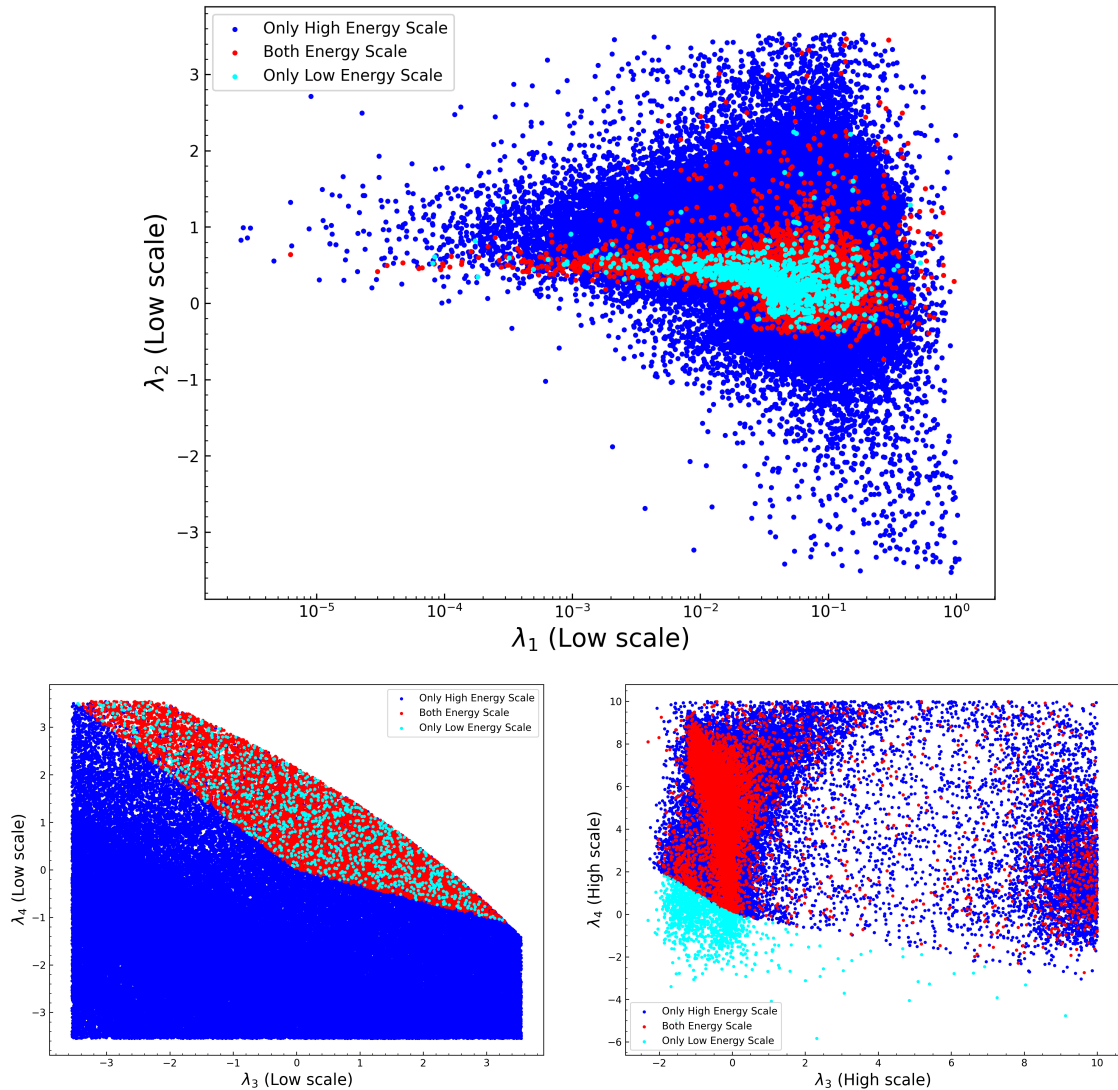 Only High Energy Scale
Both Energy Scale
Only Low Energy Scale
3
2
1
0
−1
−2
−3
λ₂ (Low scale)
10⁻⁵ 10⁻⁴ 10⁻³ 10⁻² 10⁻¹ 10⁰
λ₁ (Low scale)
Only High Energy Scale
Both Energy Scale
Only Low Energy Scale
3
2
1
0
−1
−2
−3
λ₄ (Low scale)
−3 −2 −1 0 1 2 3
λ₃ (Low scale)
10
8
6
4
2
0
−2
−4
−6
λ₄ (High scale)
Only High Energy Scale
Both Energy Scale
Only Low Energy Scale
−2 0 2 4 6 8 10
λ₃ (High scale)